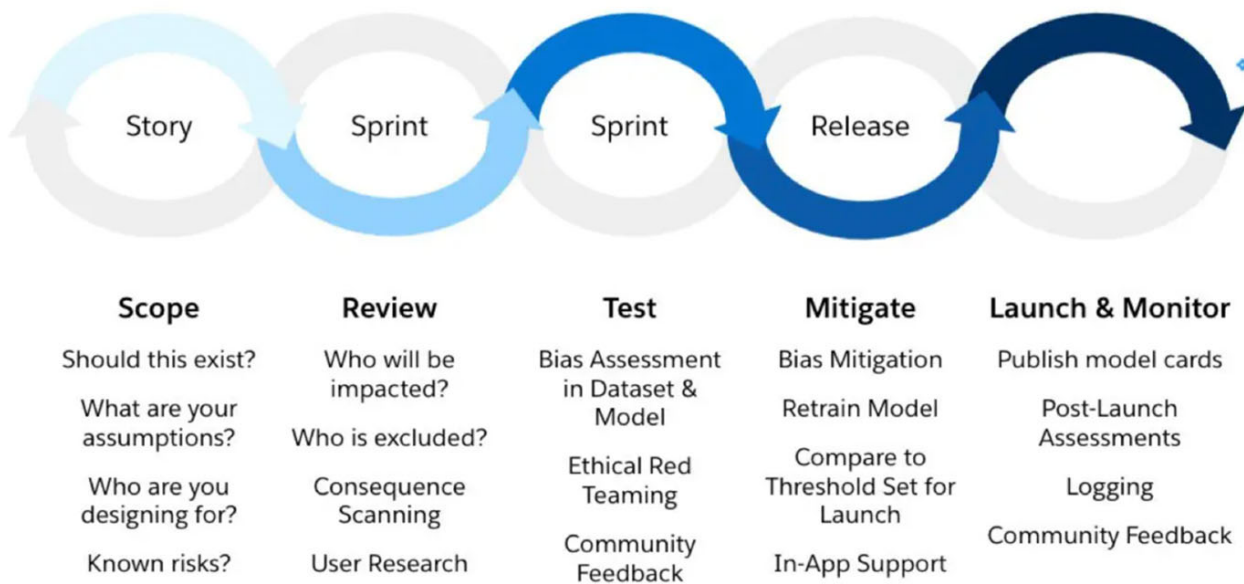 Story
Sprint
Sprint
Release
Scope
Should this exist?
What are your
assumptions?
Who are you
designing for?
Known risks?
Review
Who will be
impacted?
Who is excluded?
Consequence
Scanning
User Research
Test
Bias Assessment
in Dataset &
Model
Ethical Red
Teaming
Community
Feedback
Mitigate
Bias Mitigation
Retrain Model
Compare to
Threshold Set for
Launch
In-App Support
Launch & Monitor
Publish model cards
Post-Launch
Assessments
Logging
Community Feedback